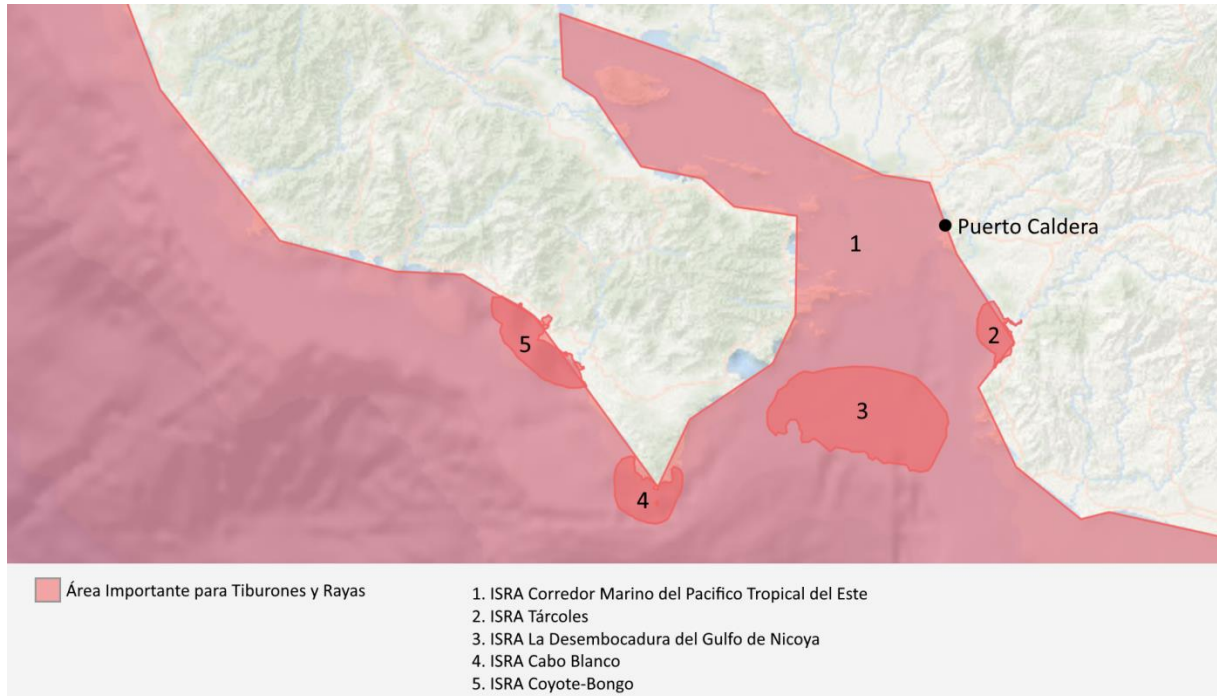 1
Puerto Caldera
2
5
3
4
Área Importante para Tiburones y Rayas
1. ISRA Corredor Marino del Pacifico Tropical del Este
2. ISRA Tárcoles
3. ISRA La Desembocadura del Gulfo de Nicoya
4. ISRA Cabo Blanco
5. ISRA Coyote-Bongo